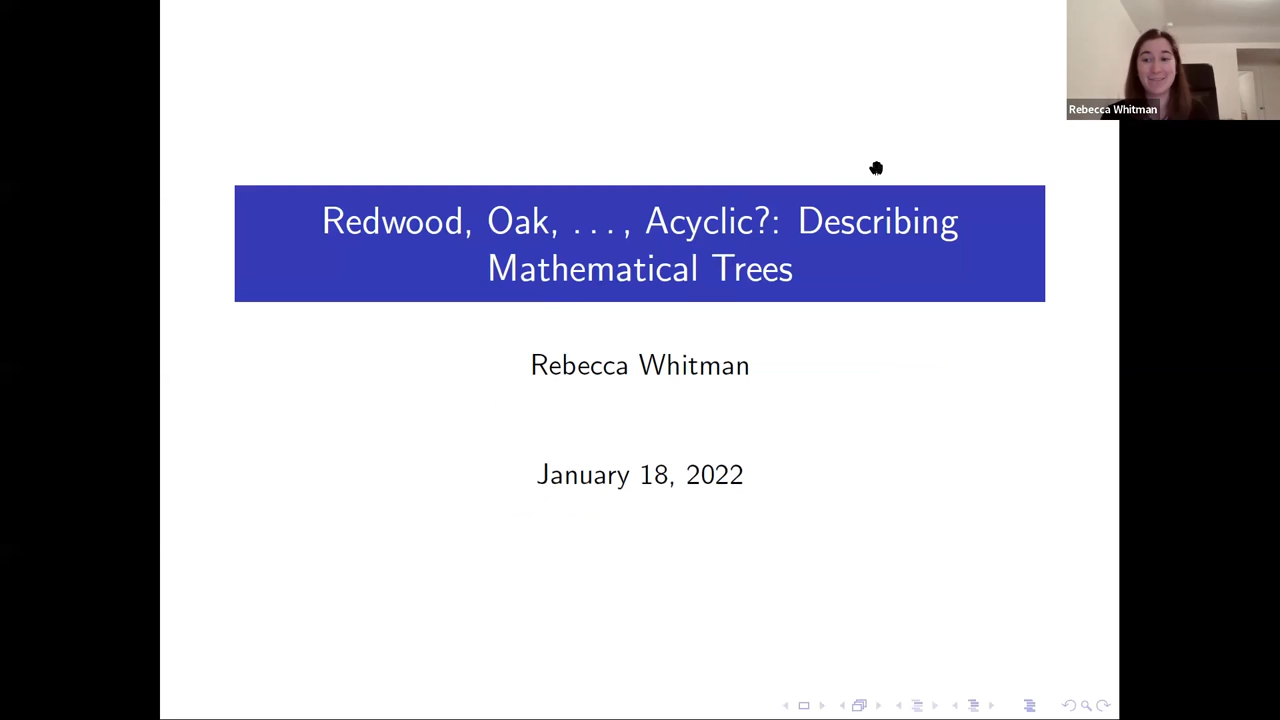 Rebecca Whitman
Redwood, Oak, ..., Acyclic?: Describing
Mathematical Trees
Rebecca Whitman
January 18, 2022